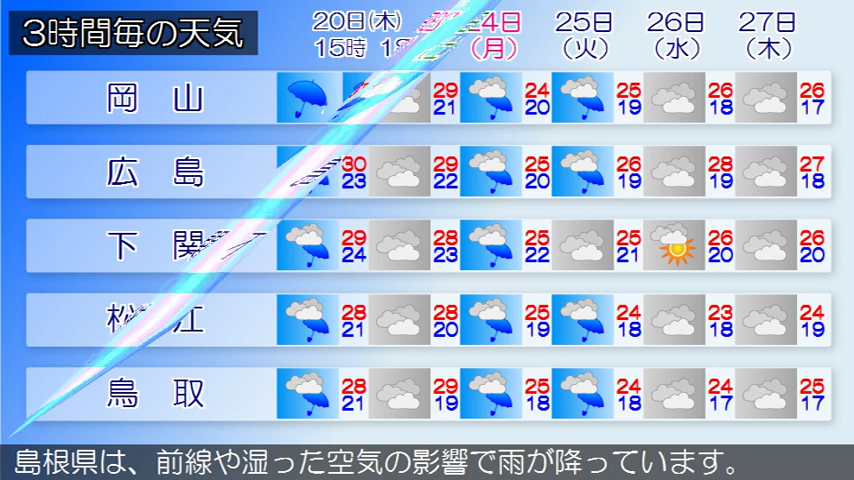 3時間毎の天気
20日(木) 4日 25日 26日 27日
15時 18 (月) (火) (水) (木)
岡 山 29 21 24 20 25 19 26 18 26 17
広 島 30 23 29 22 25 20 26 19 28 19 27 18
下 関 29 24 28 23 25 22 25 21 26 20 26 20
松 江 28 21 28 20 25 19 24 18 23 18 24 19
鳥 取 28 21 29 19 25 18 24 18 24 17 25 17
島根県は、前線や湿った空気の影響で雨が降っています。